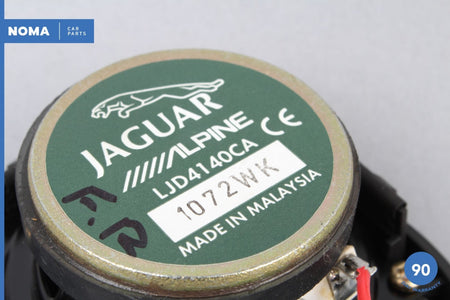 NOMA
CAR
PARTS
JAGUAR
ALPINE
CE
LJD4140CA
1072WK
MADE IN MALAYSIA
F.R
90